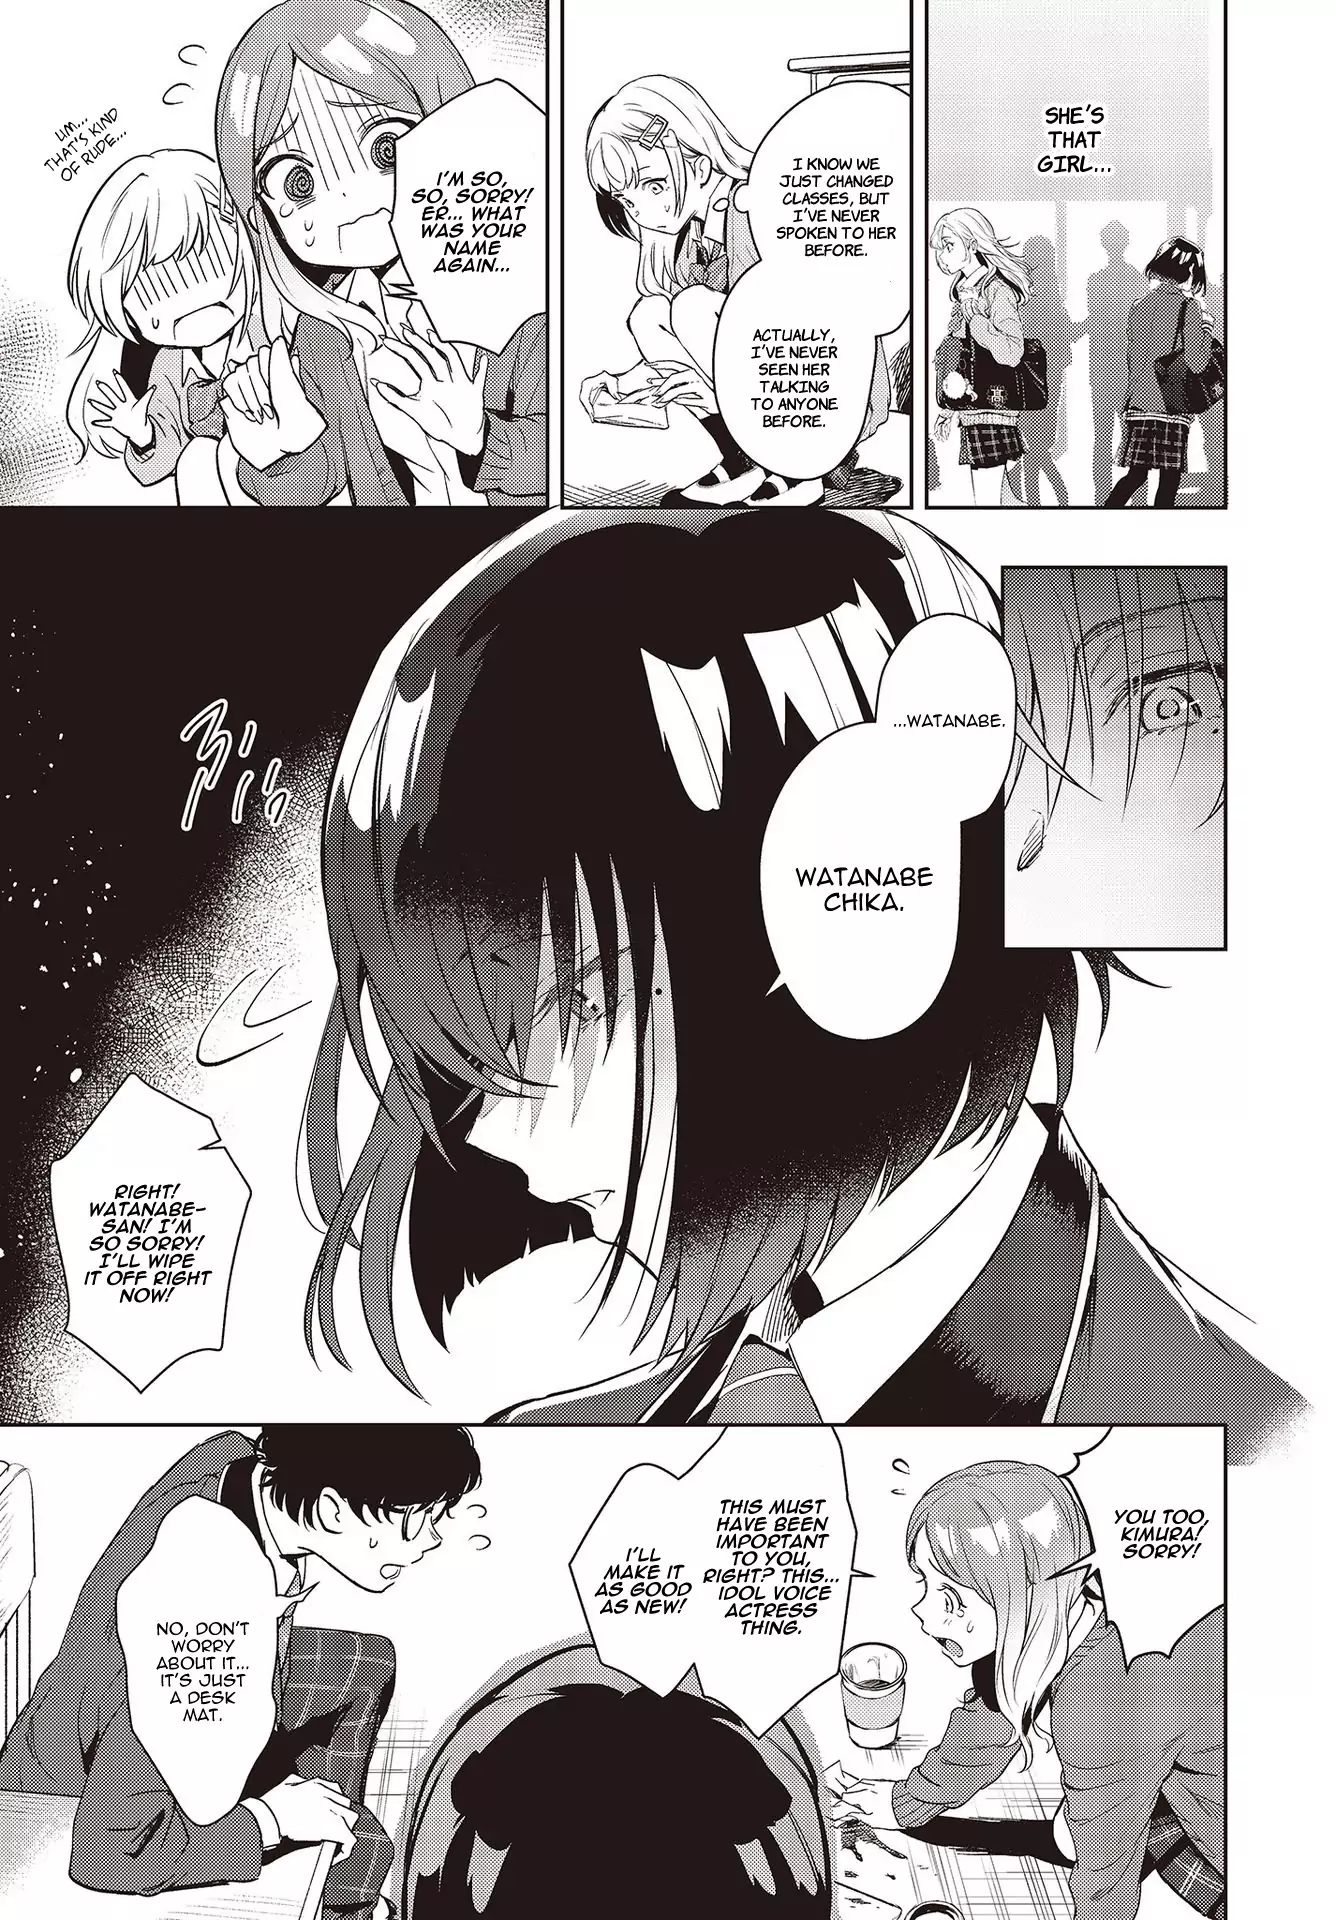 SHE'S
THAT
GIRL...
I KNOW WE
JUST CHANGED
CLASSES, BUT
I'VE NEVER
SPOKEN TO HER
BEFORE.
ACTUALLY,
I'VE NEVER
SEEN HER
TALKING
TO ANYONE
BEFORE.
I'M SO,
SO, SORRY!
ER... WHAT
WAS YOUR
NAME
AGAIN...
UM...
THAT'S KIND
OF RUDE...
...WATANABE.
WATANABE
CHIKA.
RIGHT!
WATANABE-
SAN! I'M
SO SORRY!
I'LL WIPE
IT OFF RIGHT
NOW!
YOU TOO,
KIMURA!
SORRY!
THIS MUST
HAVE BEEN
IMPORTANT
TO YOU,
RIGHT? THIS...
IDOL VOICE
ACTRESS
THING.
I'LL
MAKE IT
AS GOOD
AS NEW!
NO, DON'T
WORRY
ABOUT IT...
IT'S JUST
A DESK
MAT.